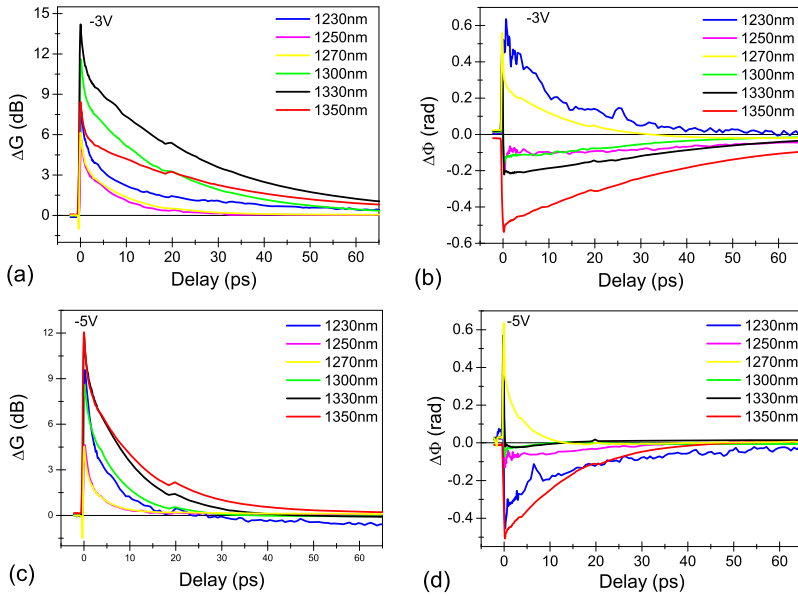 15
12
9
6
3
0
ΔG (dB)
-3V
1230nm
1250nm
1270nm
1300nm
1330nm
1350nm
0 10 20 30 40 50 60
Delay (ps)
(a)
0.6
0.4
0.2
0.0
-0.2
-0.4
-0.6
ΔΦ (rad)
-3V
1230nm
1250nm
1270nm
1300nm
1330nm
1350nm
0 10 20 30 40 50 60
Delay (ps)
(b)
12
9
6
3
0
ΔG (dB)
-5V
1230nm
1250nm
1270nm
1300nm
1330nm
1350nm
0 10 20 30 40 50 60
Delay (ps)
(c)
0.6
0.4
0.2
0.0
-0.2
-0.4
ΔΦ (rad)
-5V
1230nm
1250nm
1270nm
1300nm
1330nm
1350nm
0 10 20 30 40 50 60
Delay (ps)
(d)